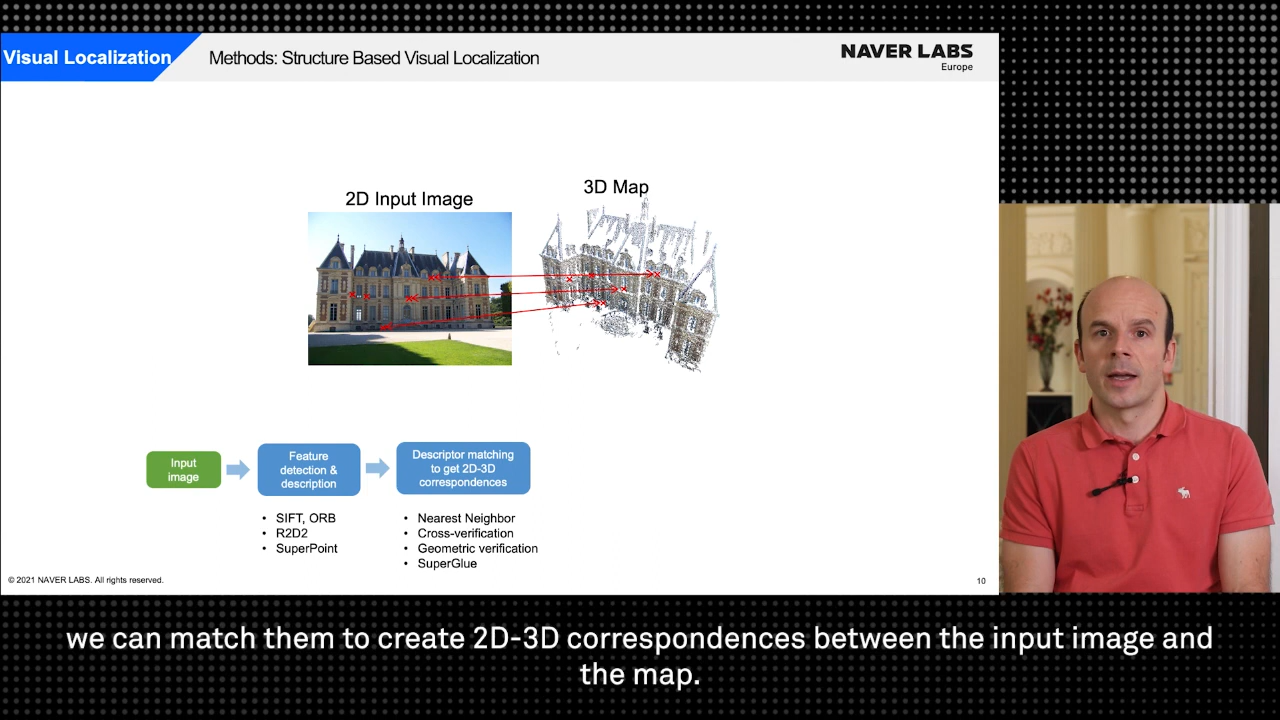 Visual Localization
Methods: Structure Based Visual Localization
NAVER LABS
Europe
2D Input Image
3D Map
Input
image
Feature
detection &
description
Descriptor matching
to get 2D-3D
correspondences
• SIFT, ORB
• R2D2
• SuperPoint
• Nearest Neighbor
• Cross-verification
• Geometric verification
• SuperGlue
© 2021 NAVER LABS. All rights reserved.
10
we can match them to create 2D-3D correspondences between the input image and
the map.